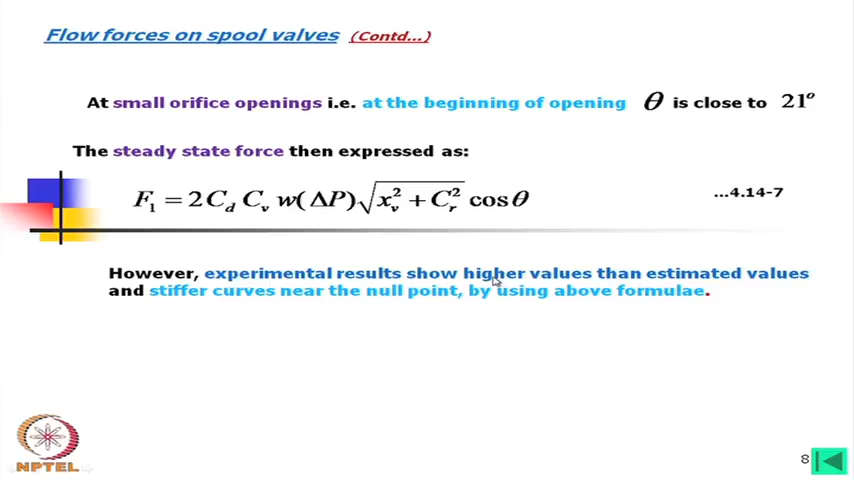 Flow forces on spool valves (Contd...)
At small orifice openings i.e. at the beginning of opening θ is close to 21°
The steady state force then expressed as:
F₁ = 2 C_d C_v w(ΔP)√(x_v² + C_r²) cosθ ...4.14-7
However, experimental results show higher values than estimated values
and stiffer curves near the null point, by using above formulae.
NPTEL
8